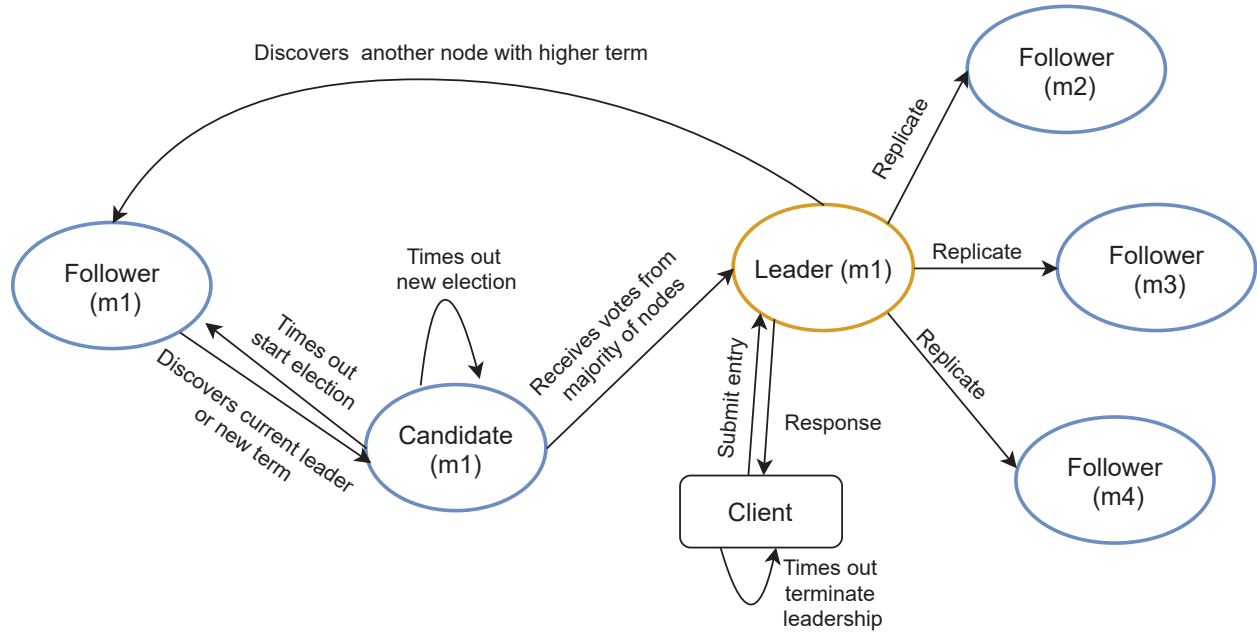 Discovers another node with higher term
Follower
(m2)
Replicate
Follower
(m1)
Times out
new election
Leader (m1)
Replicate
Follower
(m3)
Times out
start election
Discovers current leader
or new term
Receives votes from
majority of nodes
Candidate
(m1)
Submit entry
Response
Replicate
Follower
(m4)
Client
Times out
terminate
leadership